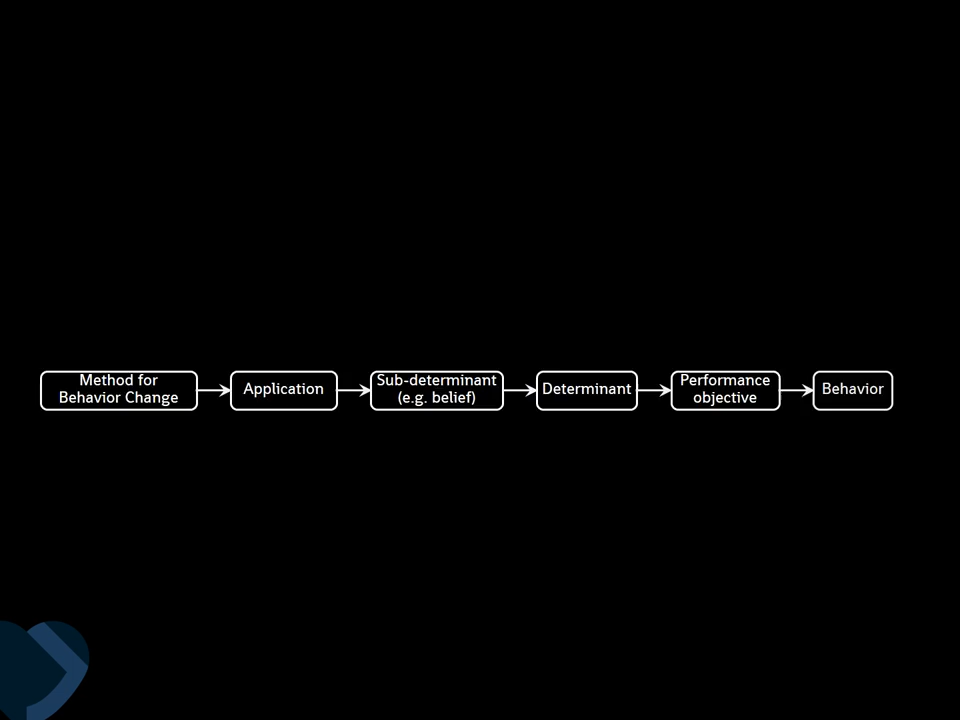 Method for
Behavior Change
Application
Sub-determinant
(e.g. belief)
Determinant
Performance
objective
Behavior